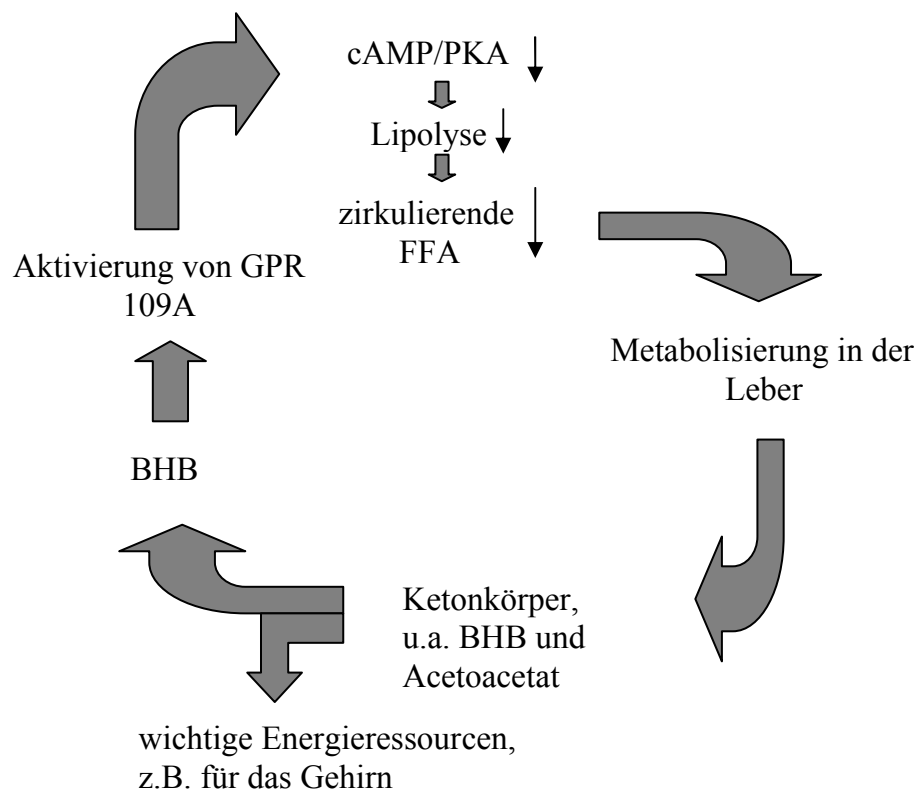 cAMP/PKA
Lipolyse
zirkulierende
FFA
Metabolisierung in der
Leber
Ketonkörper,
u.a. BHB und
Acetoacetat
wichtige Energieressourcen,
z.B. für das Gehirn
BHB
Aktivierung von GPR
109A